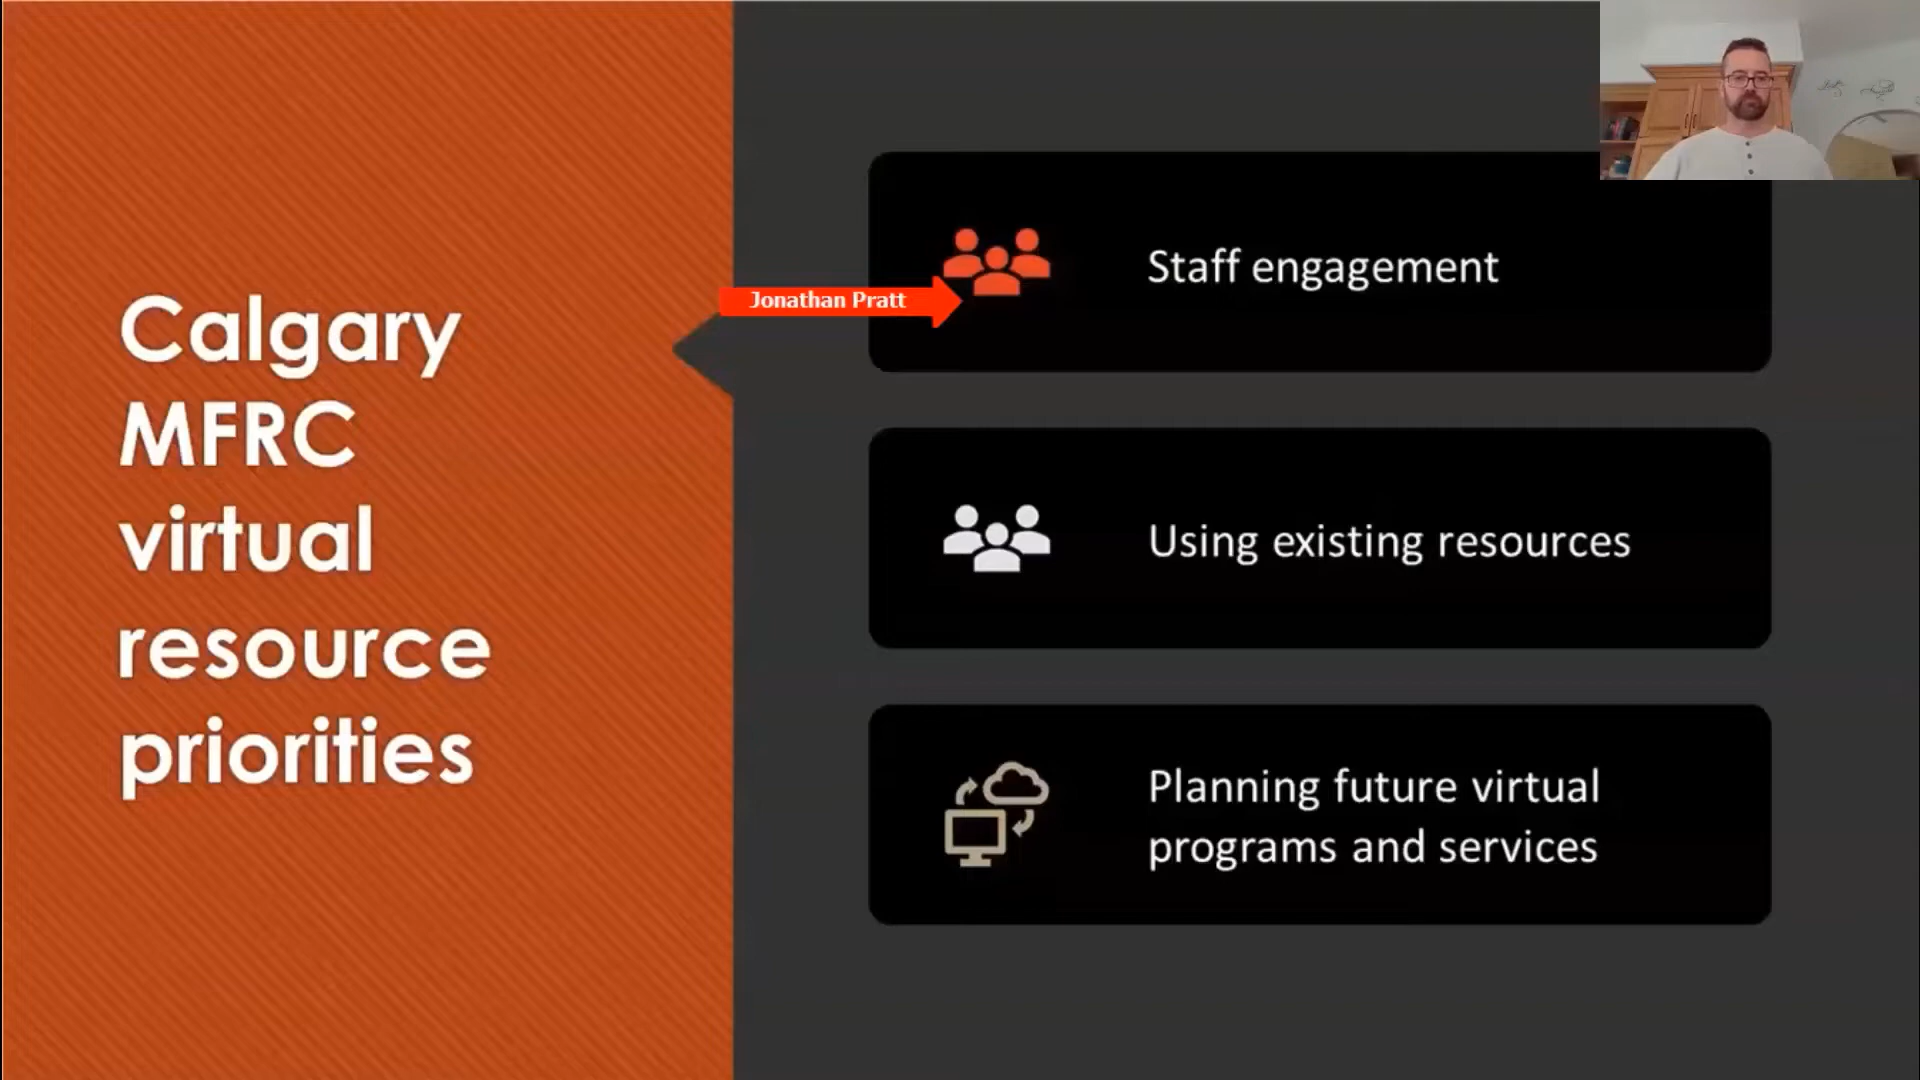 Calgary
MFRC
virtual
resource
priorities
Jonathan Pratt
Staff engagement
Using existing resources
Planning future virtual
programs and services